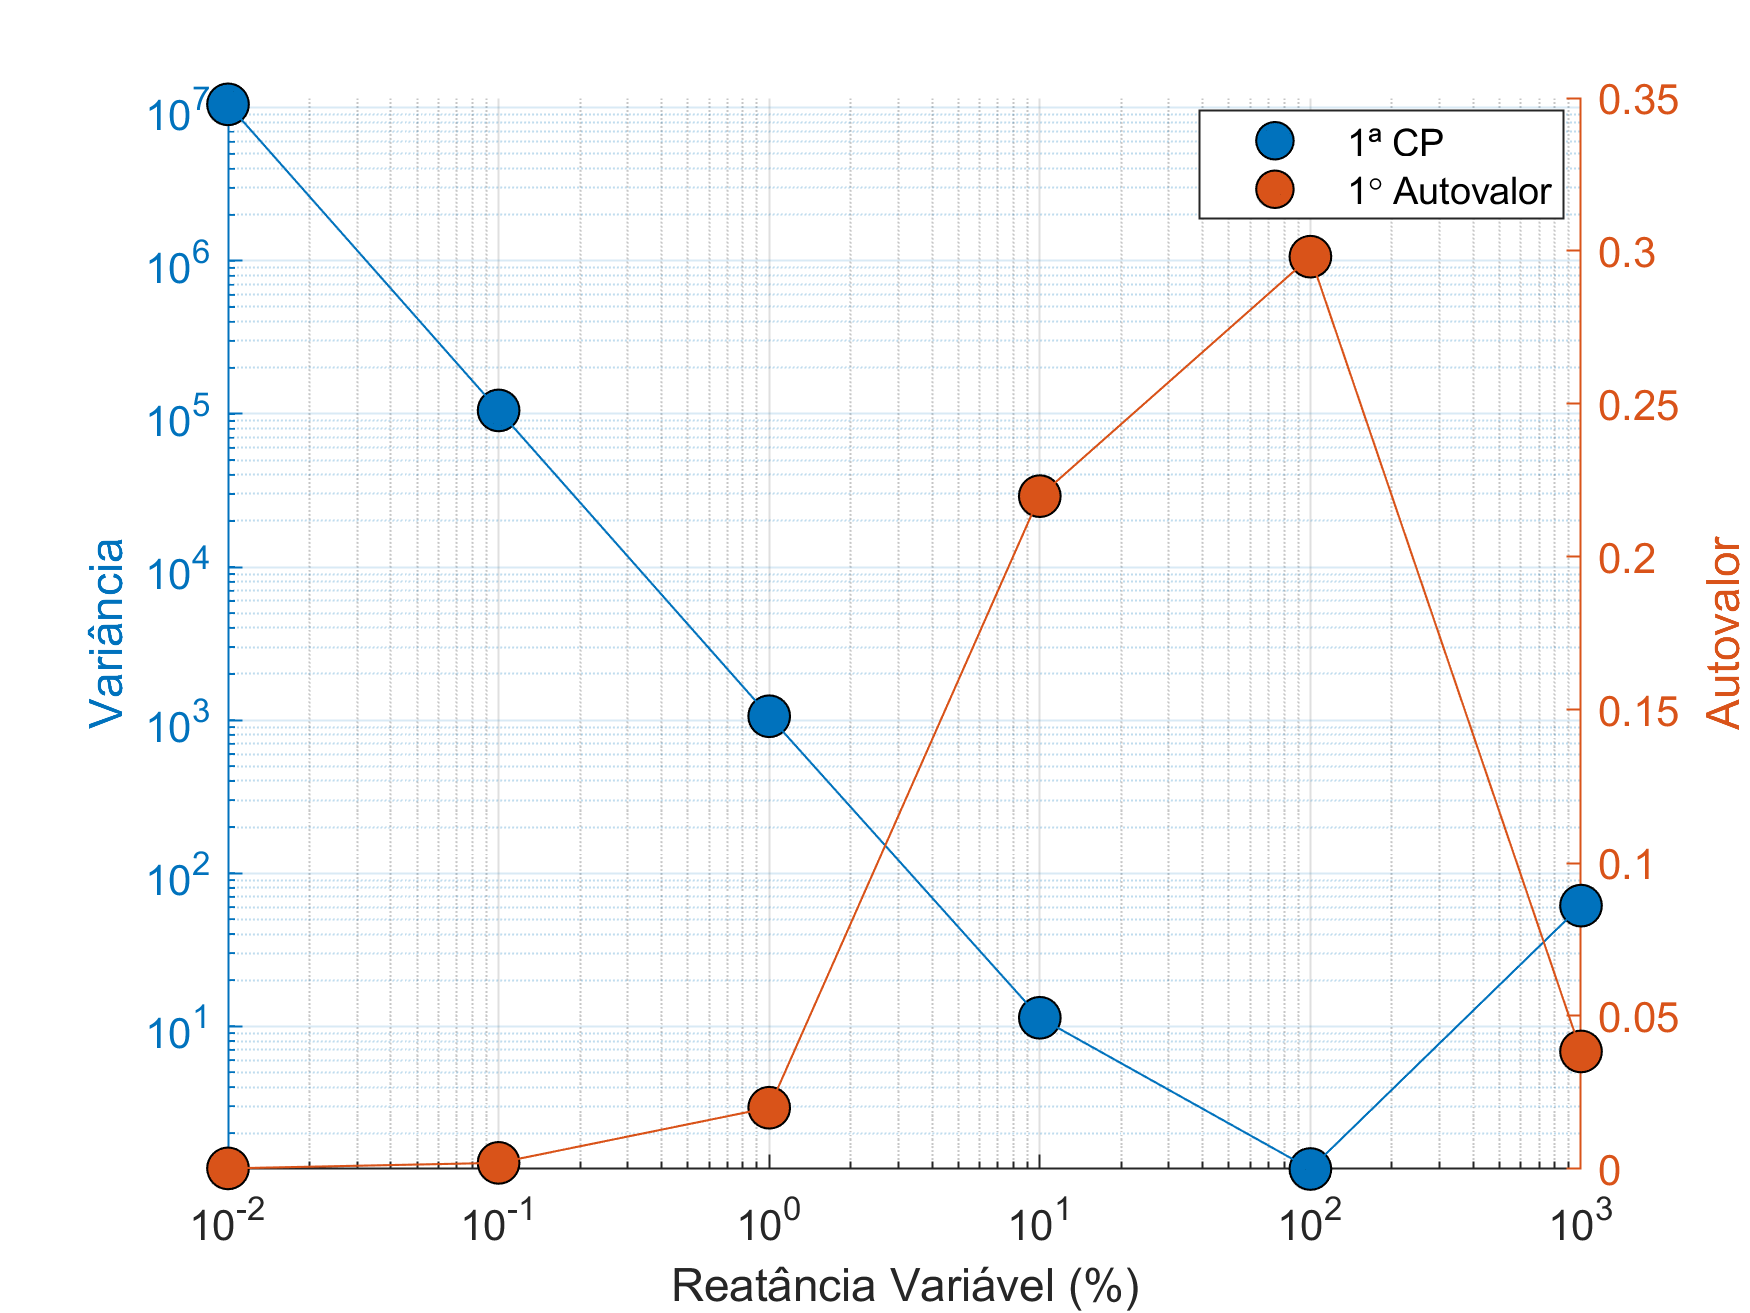 1ª CP
1° Autovalor
Variância
10^7
10^6
10^5
10^4
10^3
10^2
10^1
Autovalor
0.35
0.3
0.25
0.2
0.15
0.1
0.05
0
10^-2 10^-1 10^0 10^1 10^2 10^3
Reatância Variável (%)